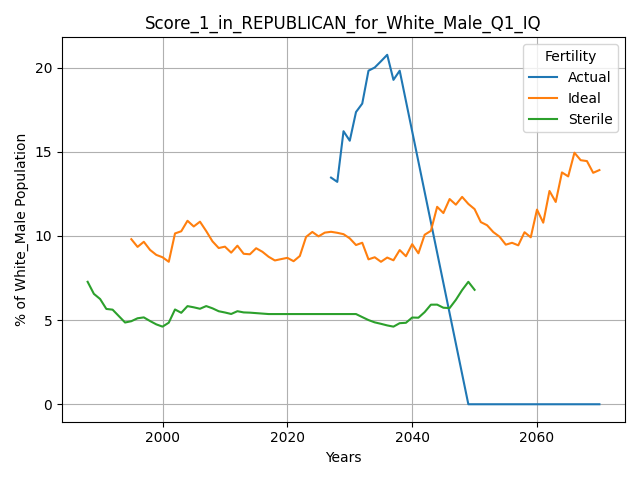 Score_1_in_REPUBLICAN_for_White_Male_Q1_IQ
% of White_Male Population
20
15
10
5
0
Fertility
Actual
Ideal
Sterile
2000
2020
2040
2060
Years